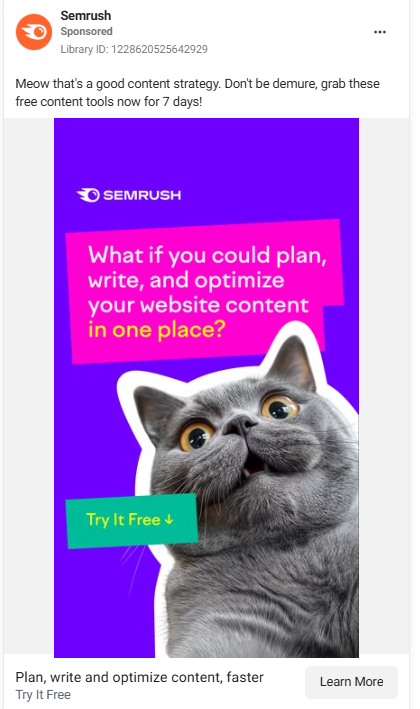 Semrush
Sponsored
Library ID: 1228620525642929
Meow that's a good content strategy. Don't be demure, grab these
free content tools now for 7 days!
SEMRUSH
What if you could plan,
write, and optimize
your website content
in one place?
Try It Free ↓
Plan, write and optimize content, faster
Try It Free
Learn More